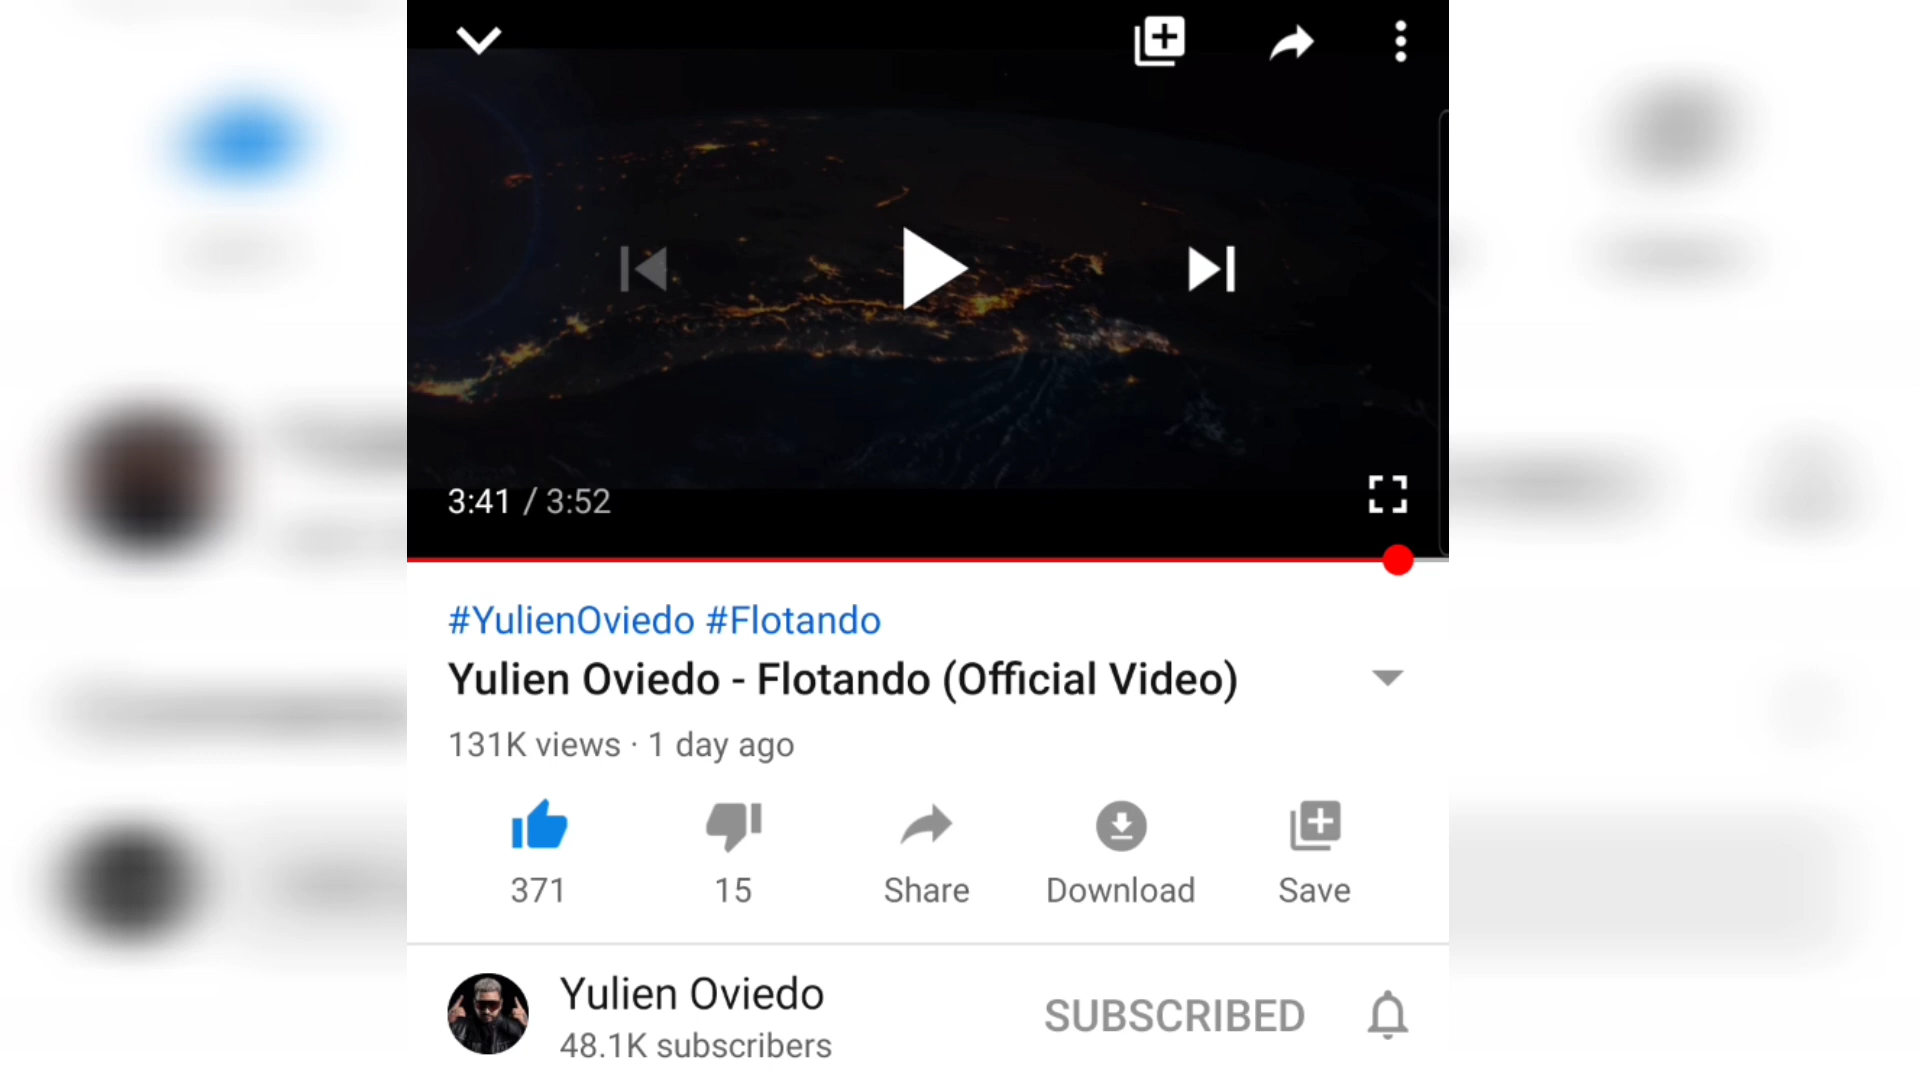 3:41 / 3:52
#YulienOviedo #Flotando
Yulien Oviedo - Flotando (Official Video)
131K views · 1 day ago
371
15
Share
Download
Save
Yulien Oviedo
SUBSCRIBED
48.1K subscribers